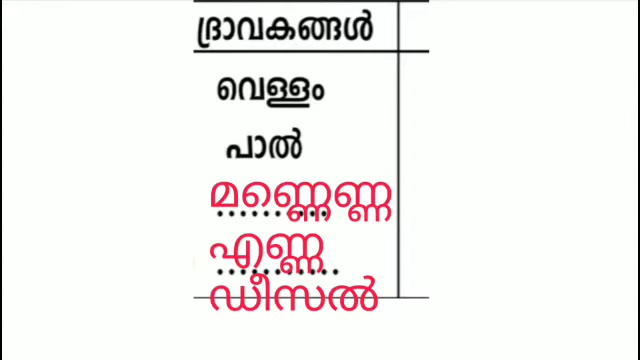 ദ്രാവകങ്ങൾ
വെള്ളം
പാൽ
മണ്ണെണ്ണ
എണ്ണ
ഡീസൽ